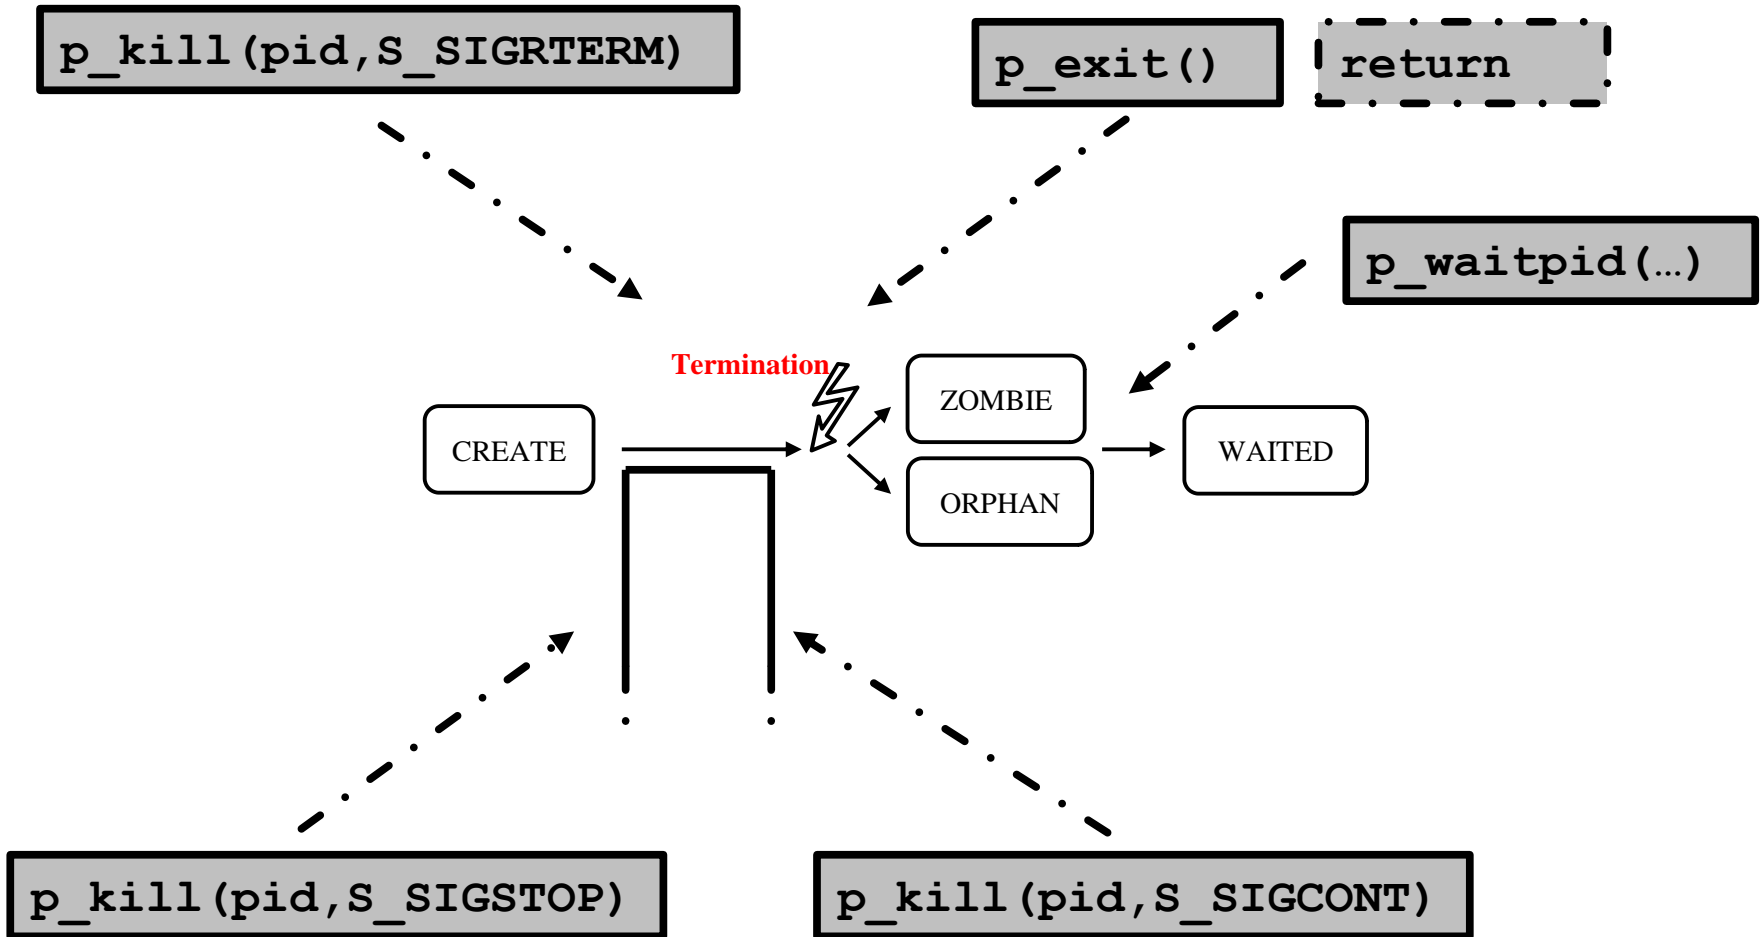 p_kill(pid,S_SIGRTERM)
p_exit()
return
p_waitpid(…)
Termination
ZOMBIE
CREATE
WAITED
ORPHAN
p_kill(pid,S_SIGSTOP)
p_kill(pid,S_SIGCONT)